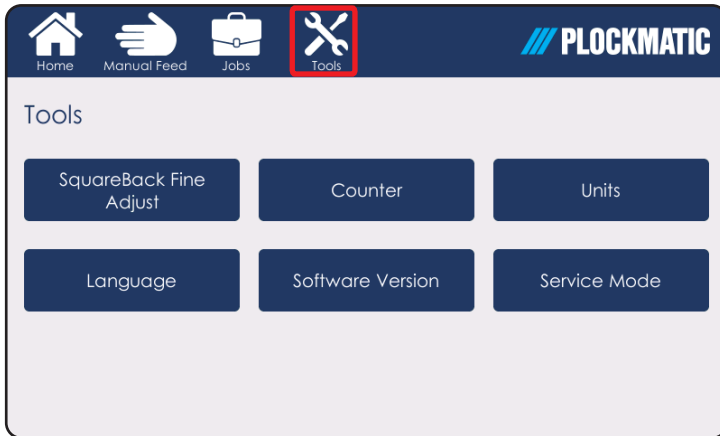 Home
Manual Feed
Jobs
Tools
PLOCKMATIC
Tools
SquareBack Fine
Adjust
Counter
Units
Language
Software Version
Service Mode